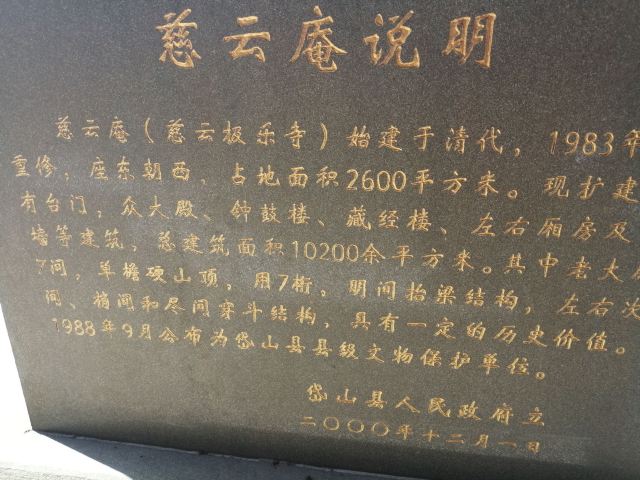 慈云庵说明
慈云庵（慈云极乐寺）始建于清代，1983年
重修，座东朝西，占地面积2600平方米。现扩建
有台门，众大殿、钟鼓楼、藏经楼、左右厢房及
墙等建筑，总建筑面积10200余平方米。其中老大
7间，单檐硬山顶，用7桁。明间抬梁结构，左右次
间、梢间和尽间穿斗结构，具有一定的历史价值。
1988年9月公布为岱山县县级文物保护单位。
岱山县人民政府立
二〇〇〇年十二月一日